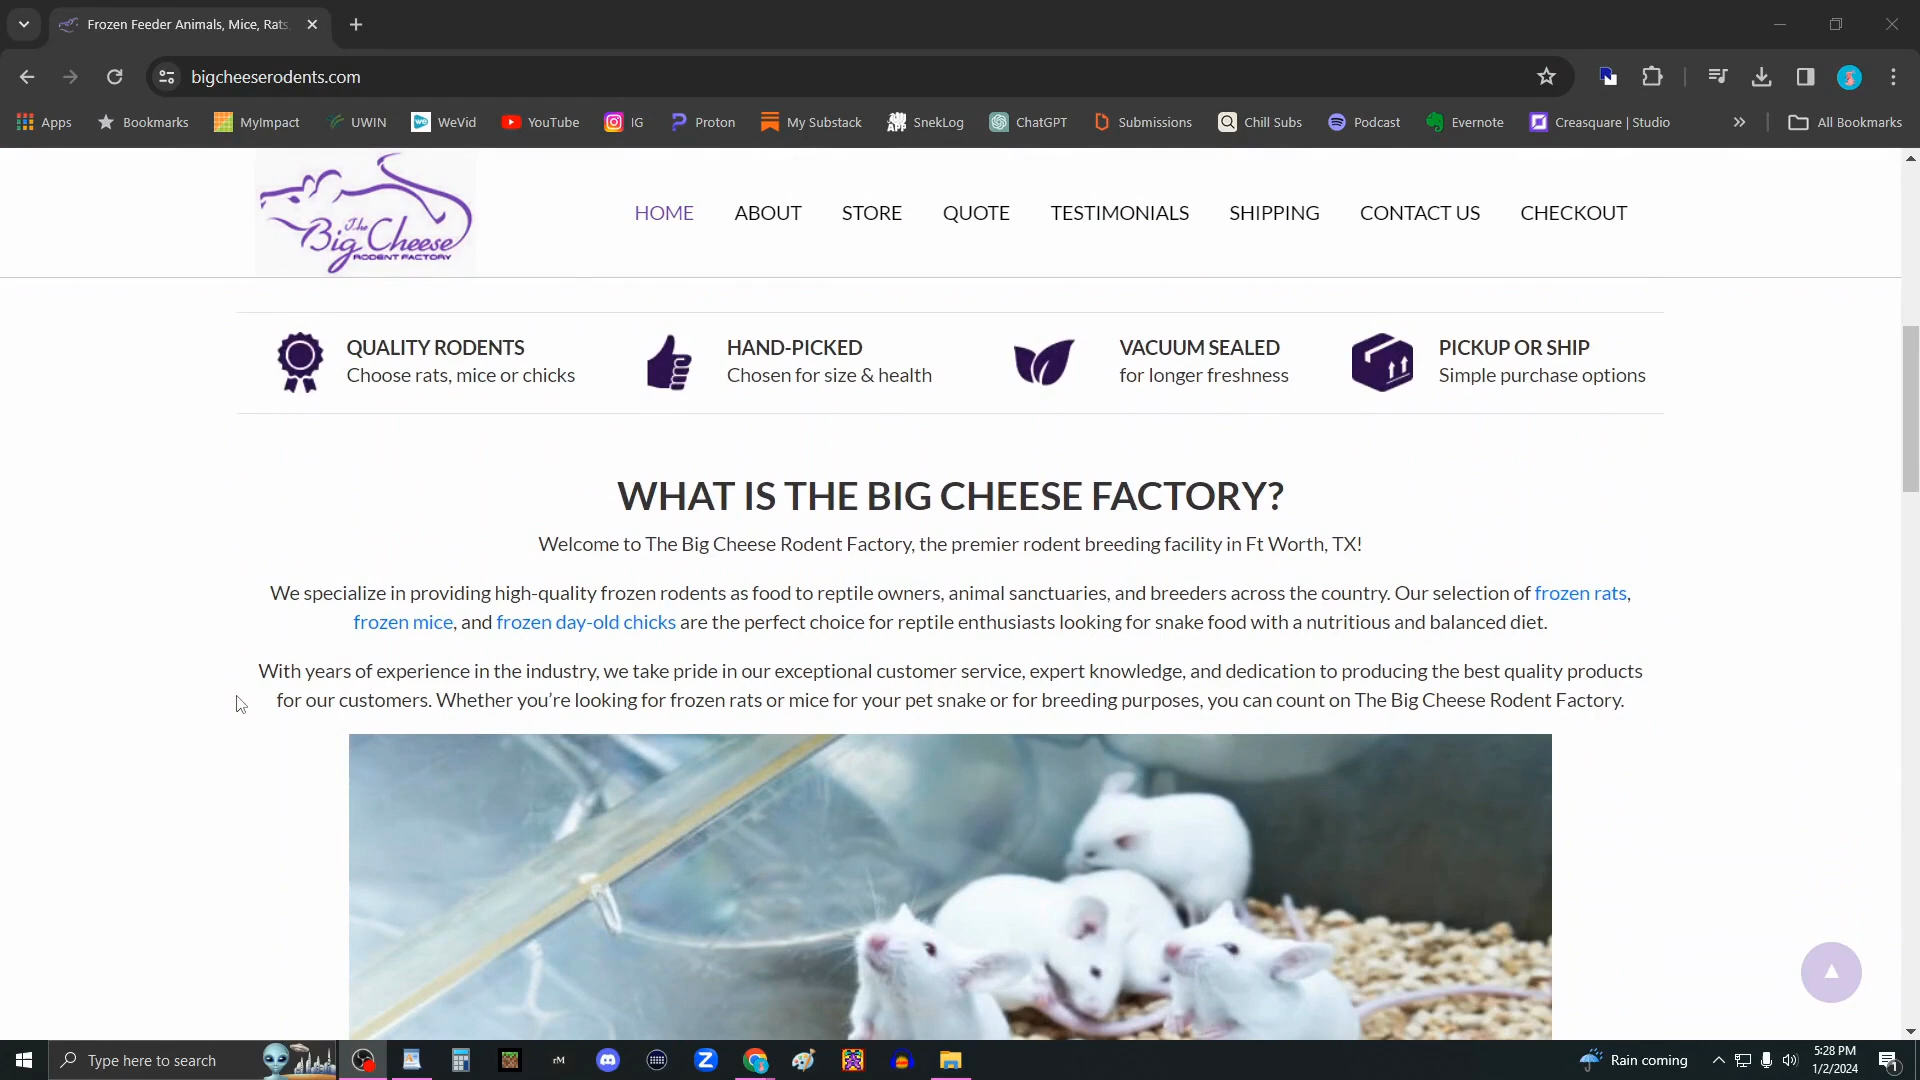 Frozen Feeder Animals, Mice, Rats,
bigcheeserodents.com
Apps Bookmarks MyImpact UWIN WeVid YouTube IG Proton My Substack SnekLog ChatGPT Submissions Chill Subs Podcast Evernote Creasquare | Studio All Bookmarks
The
Big Cheese
RODENT FACTORY
HOME ABOUT STORE QUOTE TESTIMONIALS SHIPPING CONTACT US CHECKOUT
QUALITY RODENTS
Choose rats, mice or chicks
HAND-PICKED
Chosen for size & health
VACUUM SEALED
for longer freshness
PICKUP OR SHIP
Simple purchase options
WHAT IS THE BIG CHEESE FACTORY?
Welcome to The Big Cheese Rodent Factory, the premier rodent breeding facility in Ft Worth, TX!
We specialize in providing high-quality frozen rodents as food to reptile owners, animal sanctuaries, and breeders across the country. Our selection of frozen rats,
frozen mice, and frozen day-old chicks are the perfect choice for reptile enthusiasts looking for snake food with a nutritious and balanced diet.
With years of experience in the industry, we take pride in our exceptional customer service, expert knowledge, and dedication to producing the best quality products
for our customers. Whether you’re looking for frozen rats or mice for your pet snake or for breeding purposes, you can count on The Big Cheese Rodent Factory.
Type here to search
rM
Rain coming
5:28 PM
1/2/2024
1